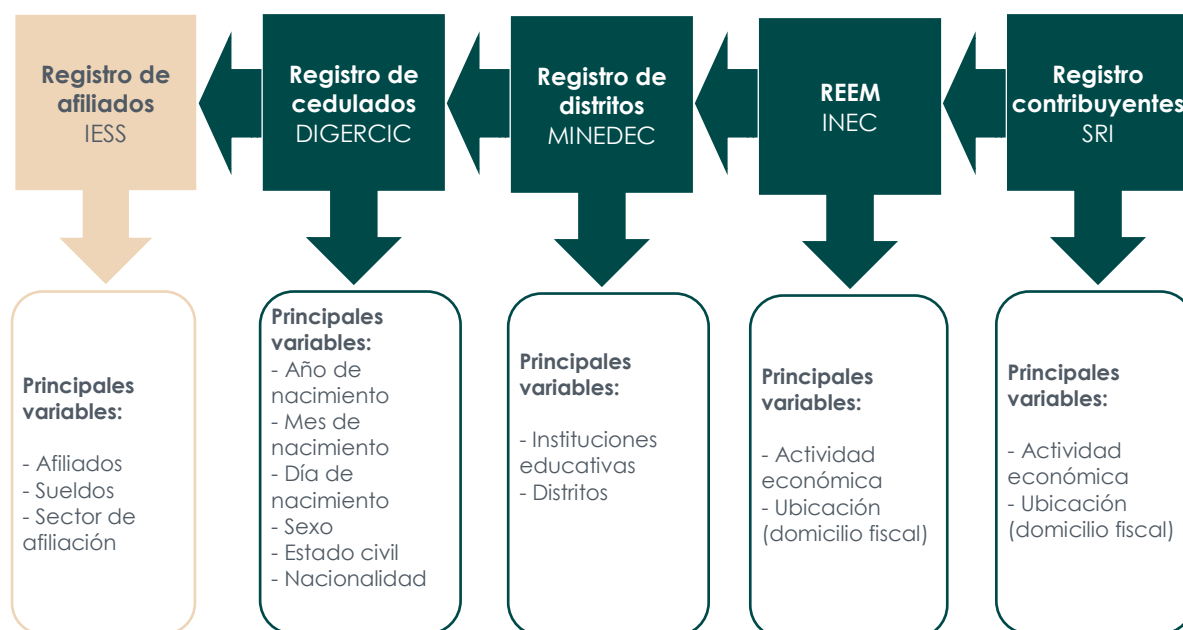 Registro de
afiliados
IESS
Registro de
cedulados
DIGERCIC
Registro de
distritos
MINEDEC
REEM
INEC
Registro
contribuyentes
SRI
Principales
variables:
- Afiliados
- Sueldos
- Sector de
afiliación
Principales
variables:
- Año de
nacimiento
- Mes de
nacimiento
- Día de
nacimiento
- Sexo
- Estado civil
- Nacionalidad
Principales
variables:
- Instituciones
educativas
- Distritos
Principales
variables:
- Actividad
económica
- Ubicación
(domicilio fiscal)
Principales
variables:
- Actividad
económica
- Ubicación
(domicilio fiscal)